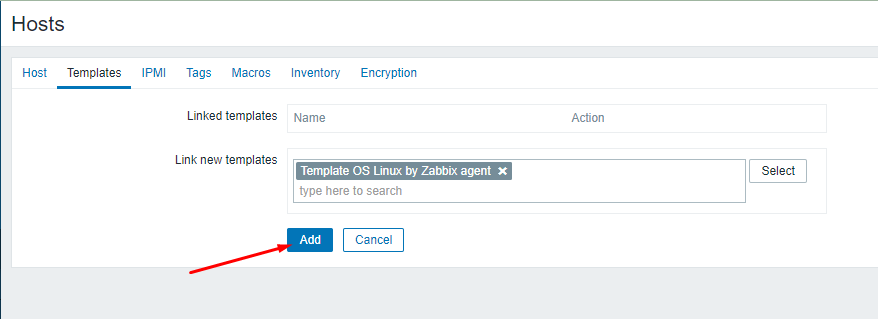 Hosts
Host Templates IPMI Tags Macros Inventory Encryption
Linked templates Name Action
Link new templates Template OS Linux by Zabbix agent Select
type here to search
Add Cancel